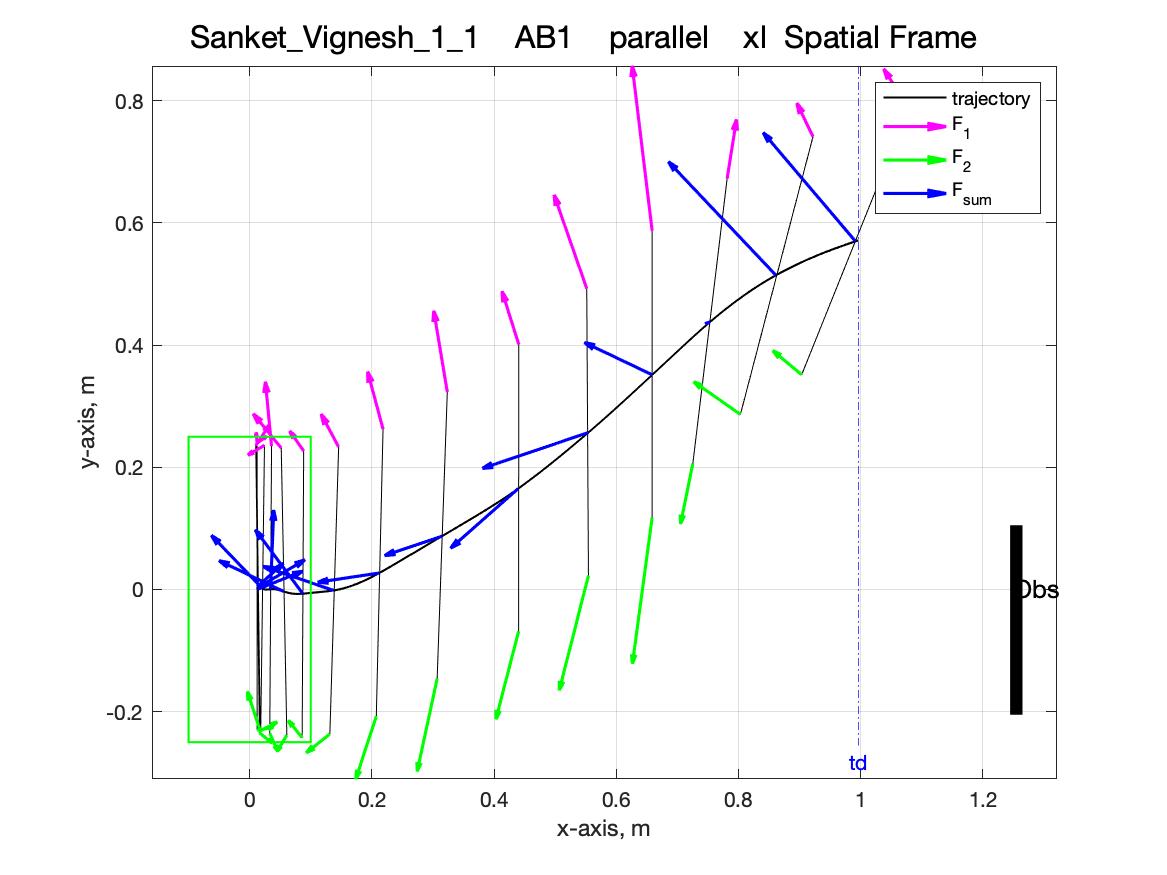 Sanket_Vignesh_1_1 AB1 parallel xl Spatial Frame
trajectory
F1
F2
Fsum
0.8
0.6
0.4
0.2
0
-0.2
y-axis, m
Obs
td
0 0.2 0.4 0.6 0.8 1 1.2
x-axis, m